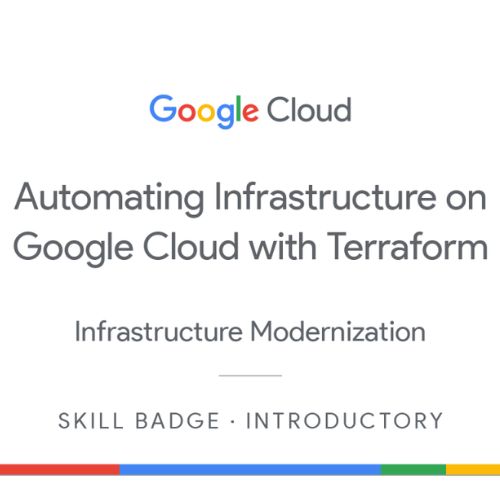 Google Cloud
Automating Infrastructure on
Google Cloud with Terraform
Infrastructure Modernization
SKILL BADGE · INTRODUCTORY